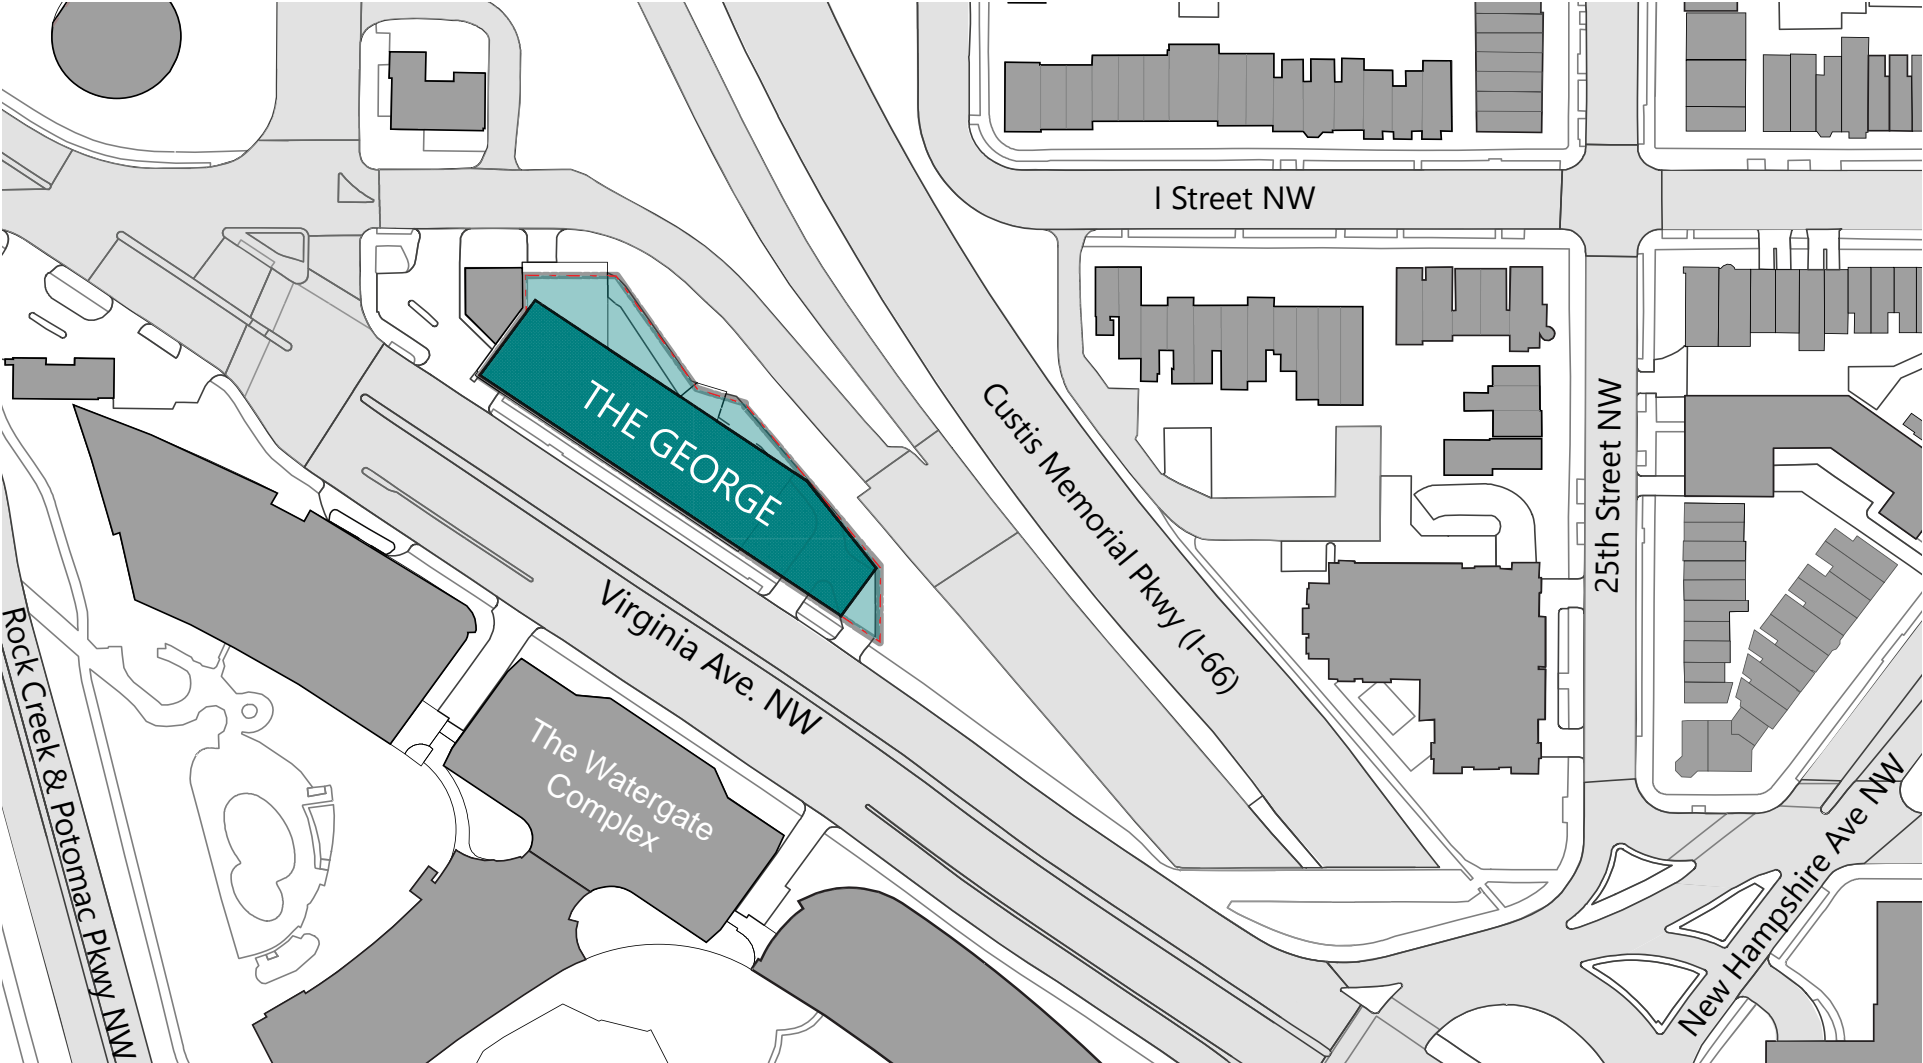 I Street NW
THE GEORGE
Custis Memorial Pkwy (I-66)
25th Street NW
Virginia Ave. NW
Rock Creek & Potomac Pkwy NW
The Watergate
Complex
New Hampshire Ave NW